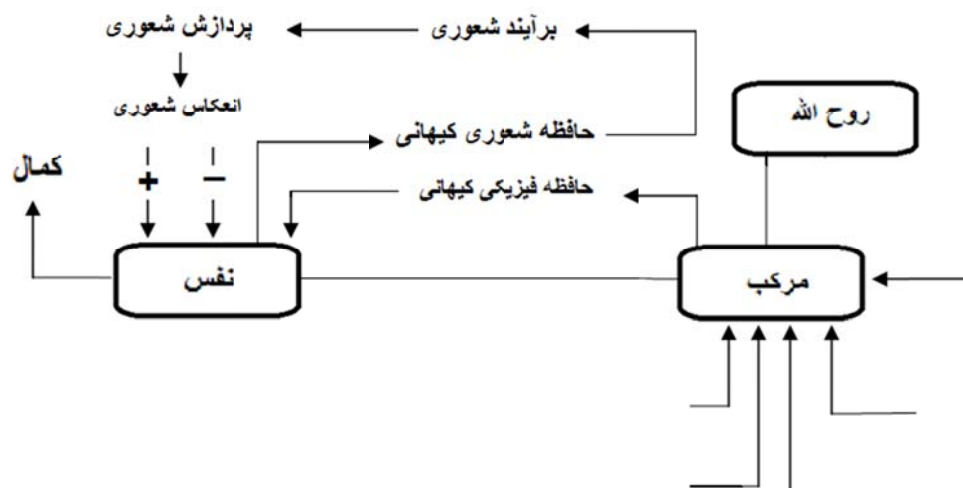 برآیند شعوری
پردازش شعوری
انعکاس شعوری
روح الله
حافظه شعوری کیهانی
کمال
+
–
حافظه فیزیکی کیهانی
مرکب
نفس